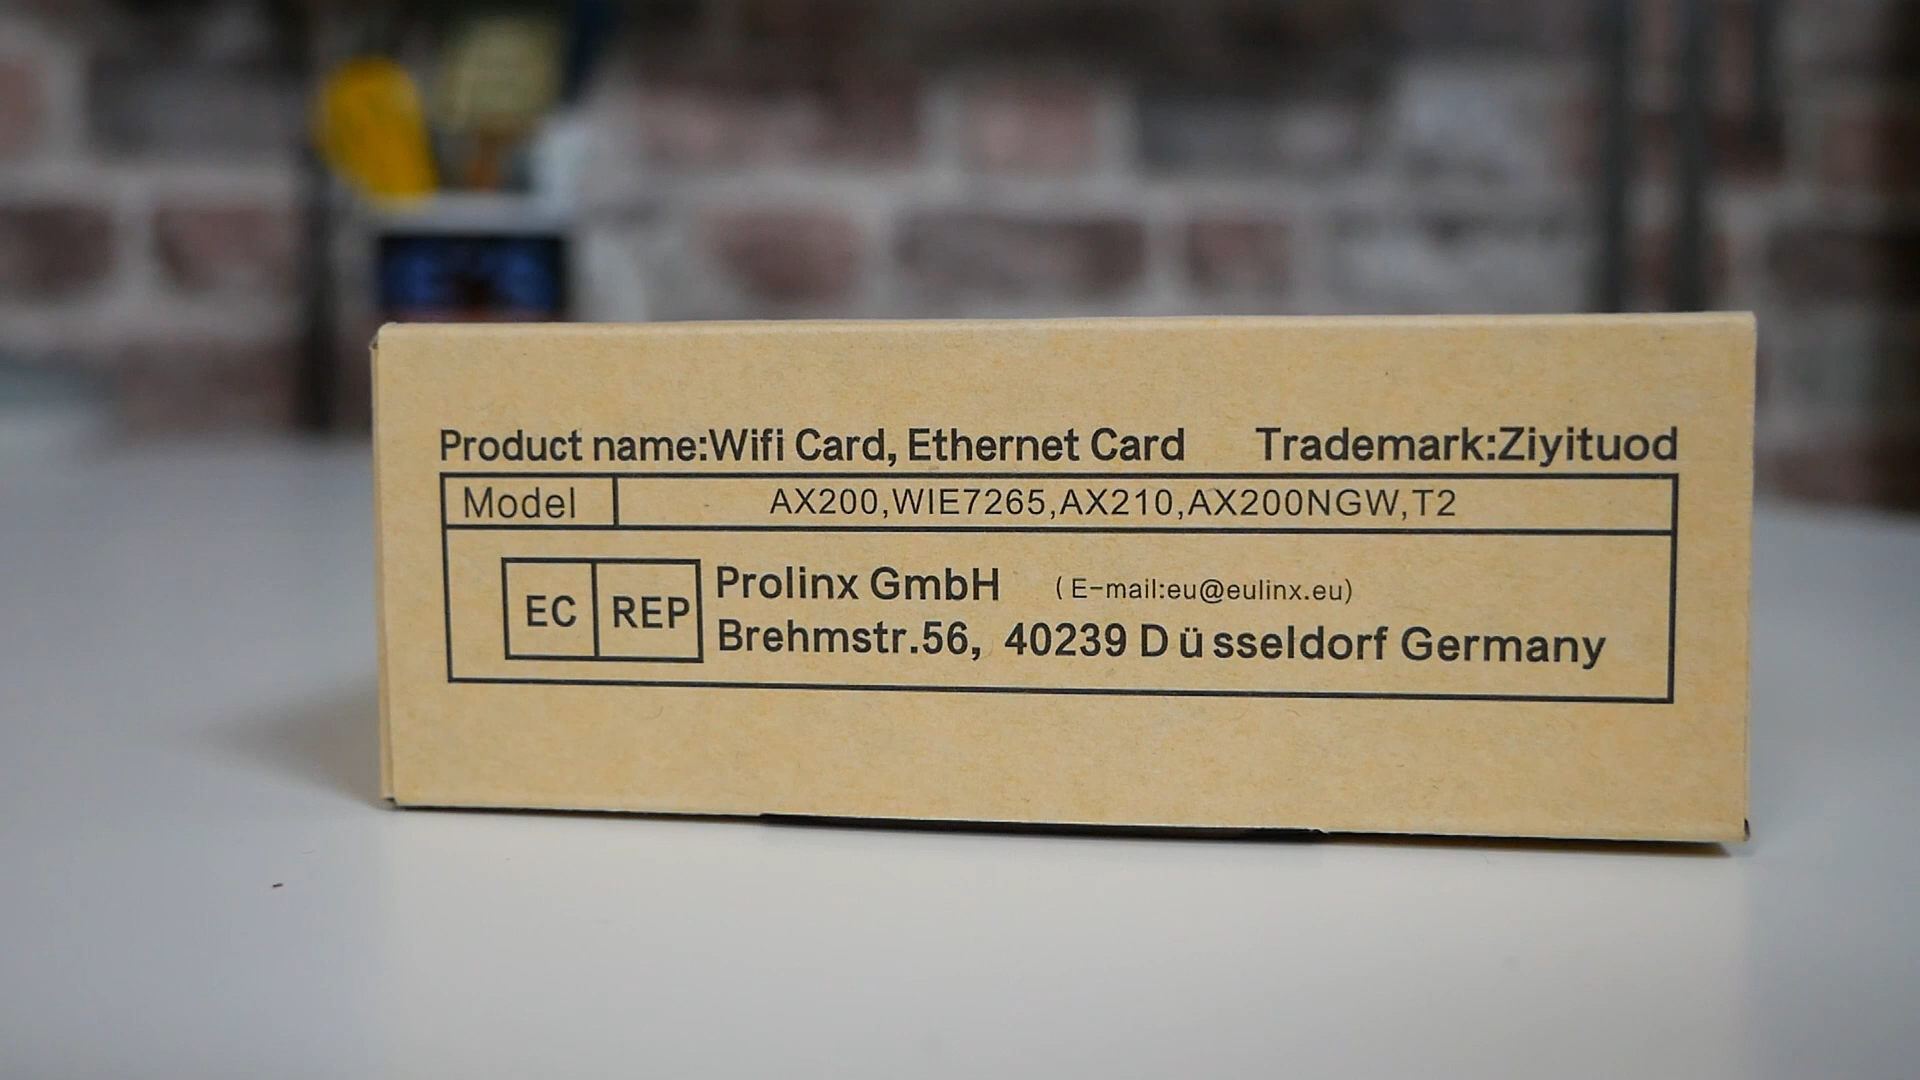 Product name:Wifi Card, Ethernet Card Trademark:Ziyituod
Model AX200,WIE7265,AX210,AX200NGW,T2
EC REP Prolinx GmbH (E-mail:eu@eulinx.eu)
Brehmstr.56, 40239 Düsseldorf Germany